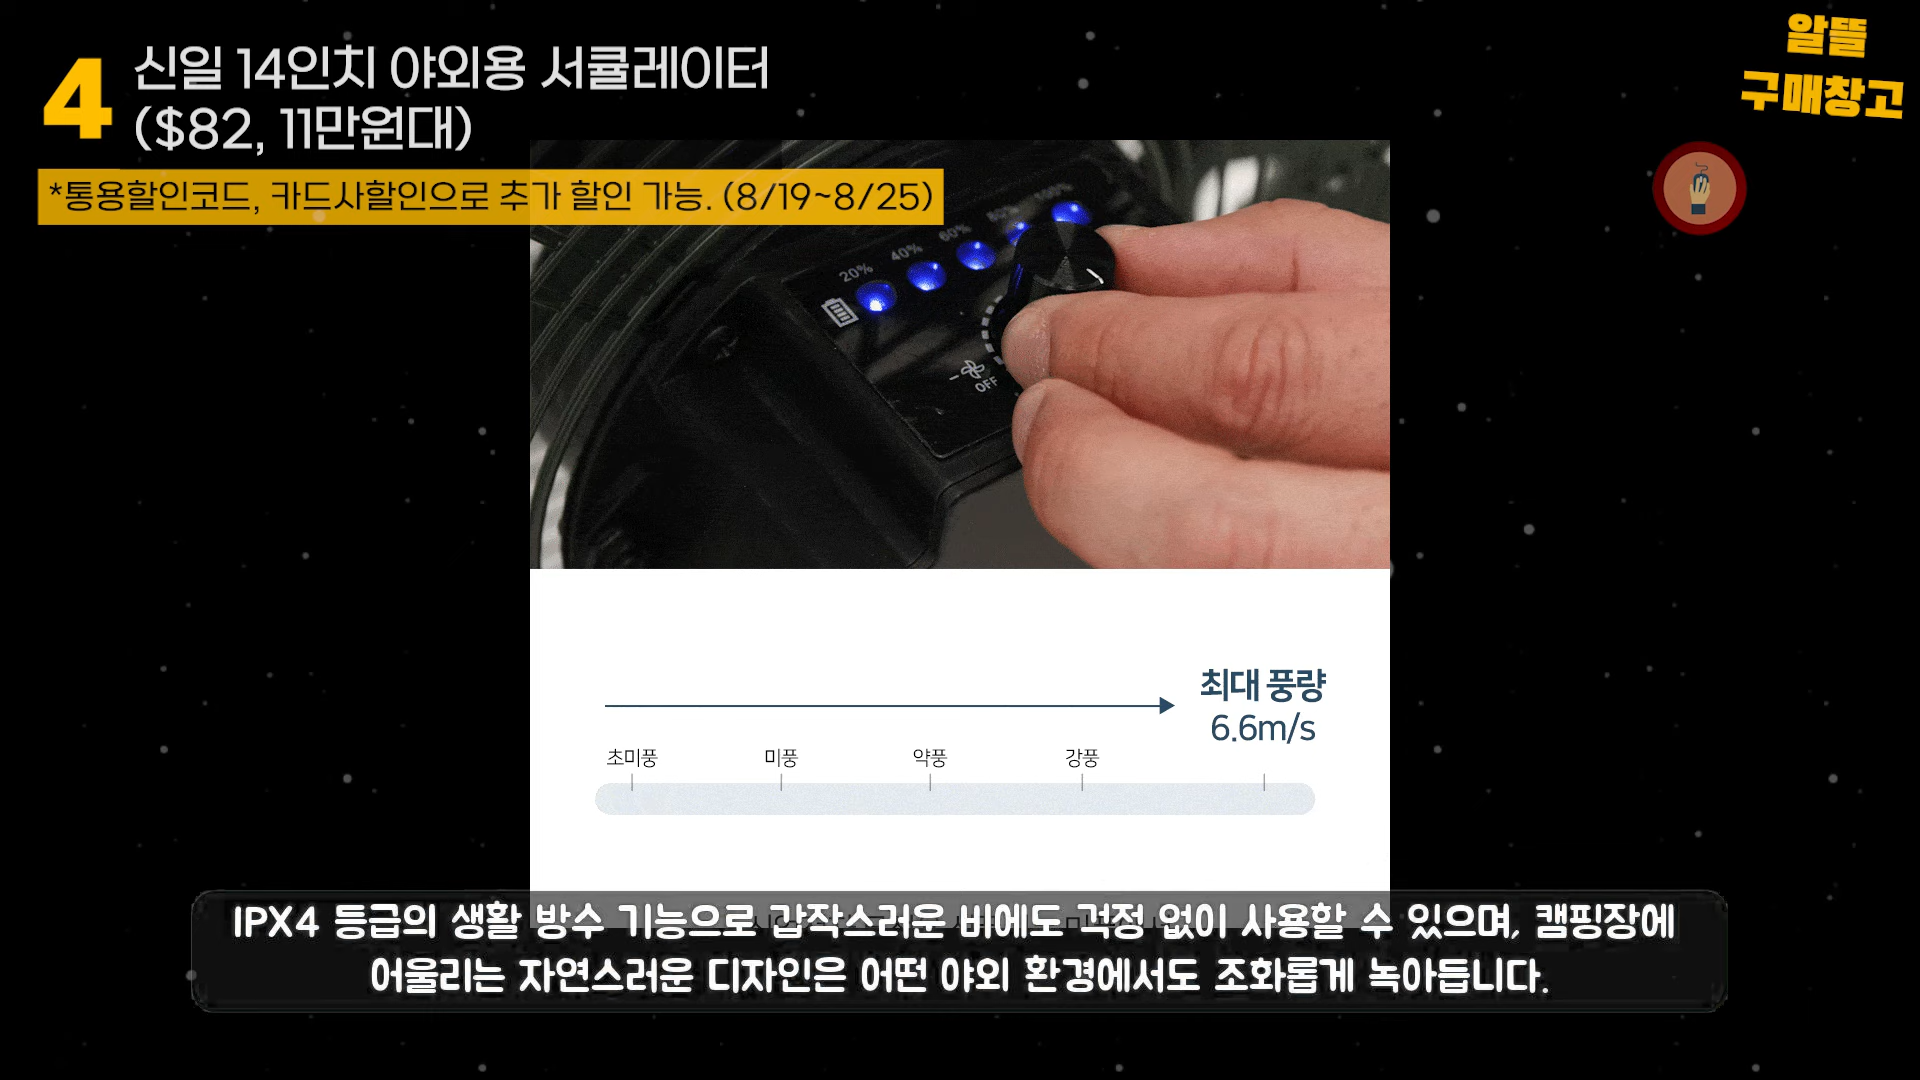 4
신일 14인치 야외용 서큘레이터
($82, 11만원대)
*통용할인코드, 카드사할인으로 추가 할인 가능. (8/19~8/25)
알뜰
구매창고
20% 40% 60% 80% 100%
OFF
최대 풍량
6.6m/s
초미풍 미풍 약풍 강풍
IPX4 등급의 생활 방수 기능으로 갑작스러운 비에도 걱정 없이 사용할 수 있으며, 캠핑장에
어울리는 자연스러운 디자인은 어떤 야외 환경에서도 조화롭게 녹아듭니다.